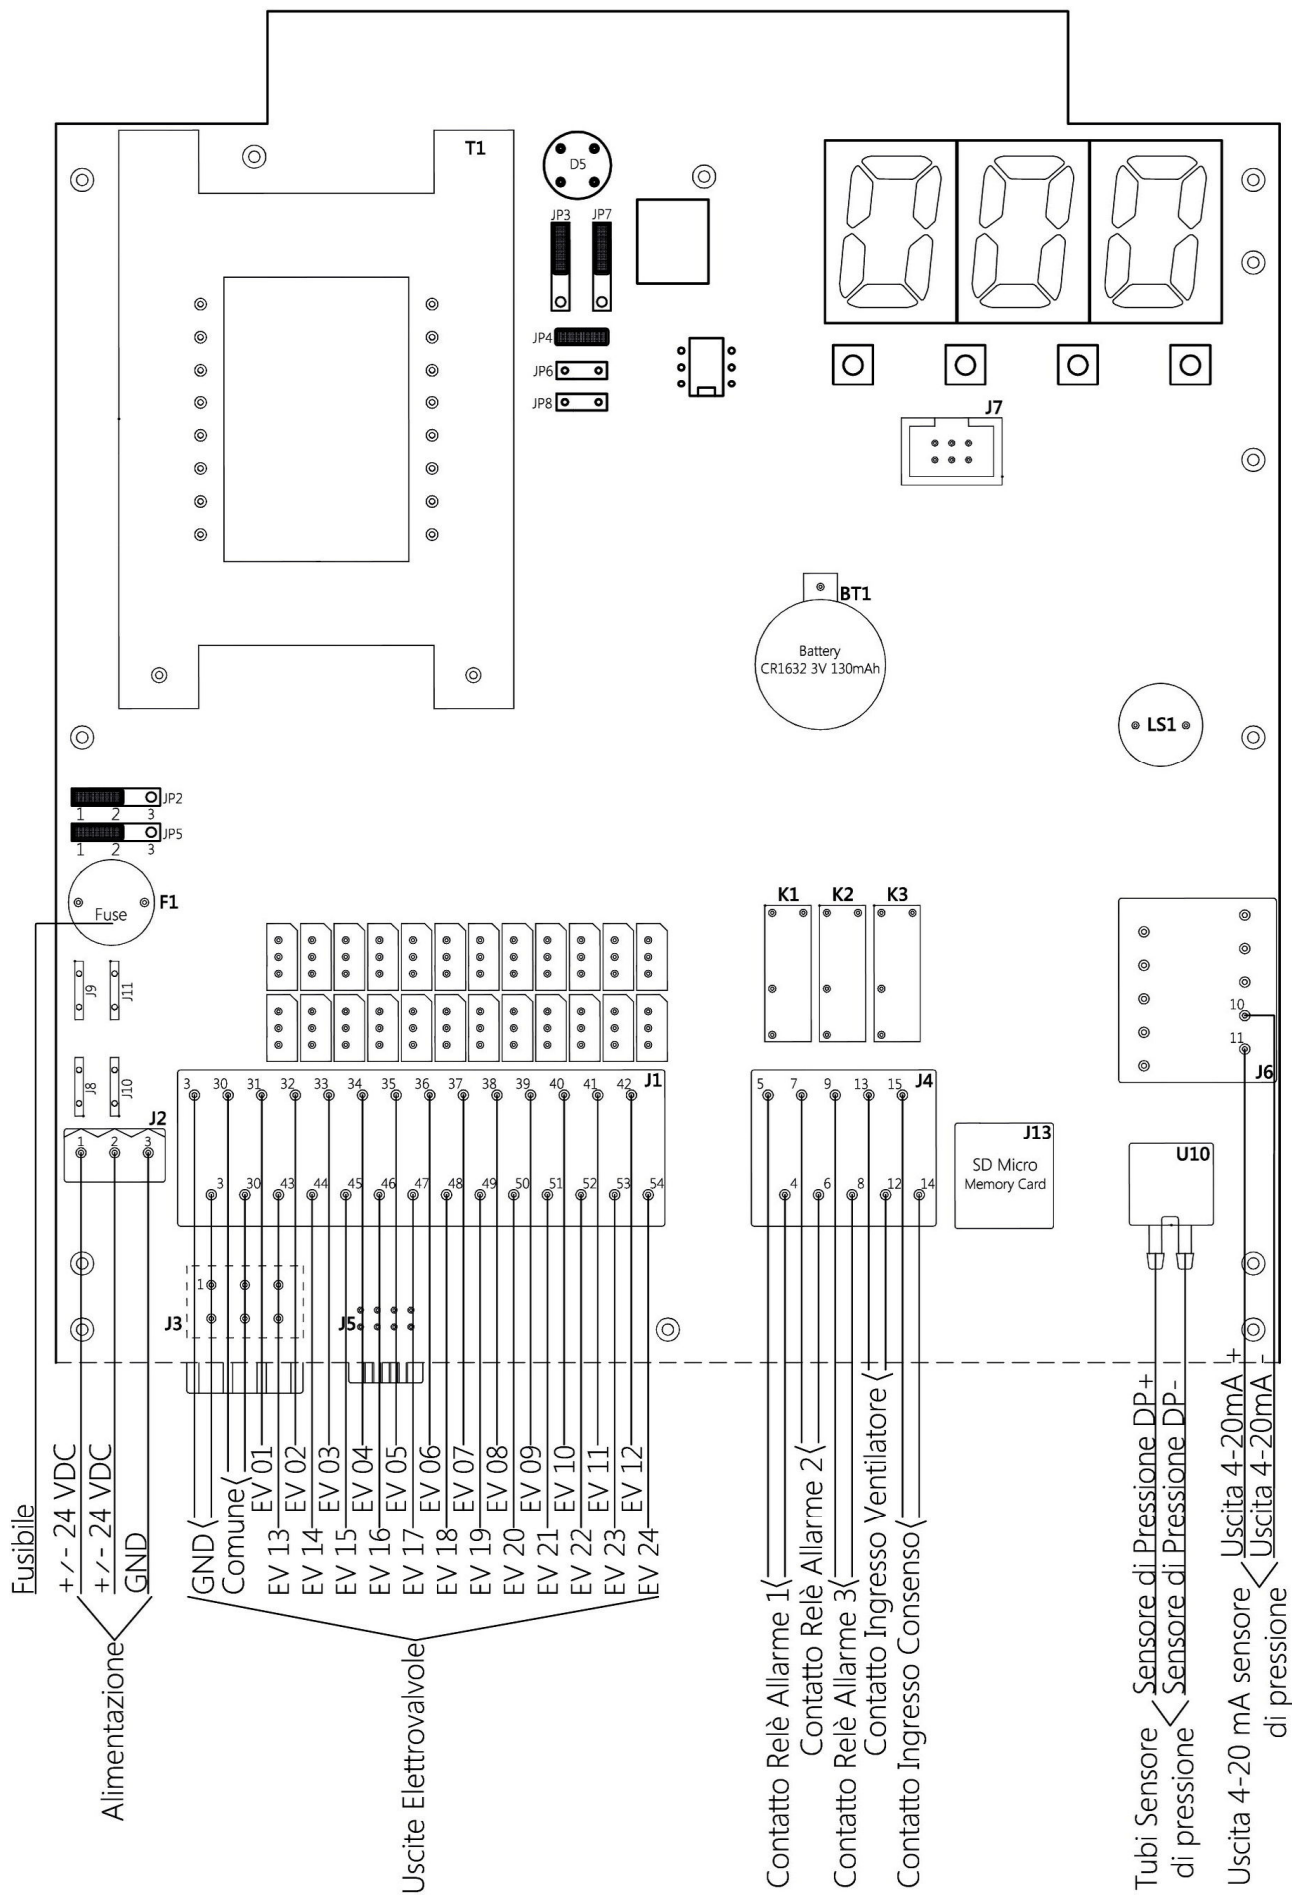 T1
D5
JP3 JP7
JP4
JP6
JP8
J7
BT1
Battery
CR1632 3V 130mAh
LS1
JP2
1 2 3
JP5
1 2 3
F1
Fuse
K1 K2 K3
J9 J11
J8 J10
10
11
J6
J2
1 2 3
J1
3 30 31 32 33 34 35 36 37 38 39 40 41 42
3 30 43 44 45 46 47 48 49 50 51 52 53 54
J4
5 7 9 13 15
4 6 8 12 14
J13
SD Micro
Memory Card
U10
1
J3
J5
Fusibile
+/- 24 VDC
+/- 24 VDC
GND
Alimentazione
GND
Comune
EV 01
EV 13
EV 02
EV 14
EV 03
EV 15
EV 04
EV 16
EV 05
EV 17
EV 06
EV 18
EV 07
EV 19
EV 08
EV 20
EV 09
EV 21
EV 10
EV 22
EV 11
EV 23
EV 12
EV 24
Uscite Elettrovalvole
Contatto Relè Allarme 1
Contatto Relè Allarme 2
Contatto Relè Allarme 3
Contatto Ingresso Ventilatore
Contatto Ingresso Consenso
Sensore di Pressione DP+
Sensore di Pressione DP-
Tubi Sensore
di pressione
Uscita 4-20mA +
Uscita 4-20mA -
Uscita 4-20 mA sensore
di pressione